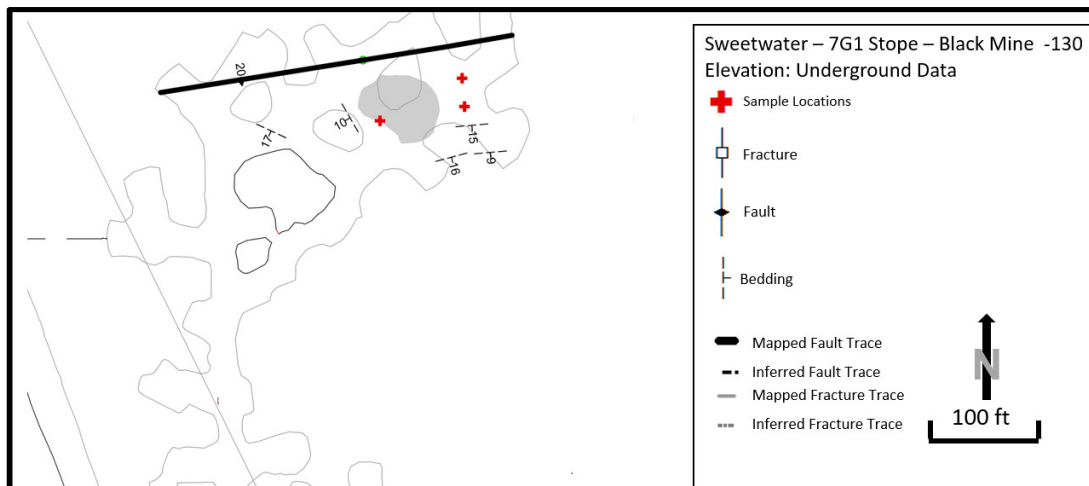 Sweetwater – 7G1 Stope – Black Mine -130
Elevation: Underground Data
Sample Locations
Fracture
Fault
Bedding
Mapped Fault Trace
Inferred Fault Trace
Mapped Fracture Trace
Inferred Fracture Trace
N
100 ft
20
17
10
15
16
9